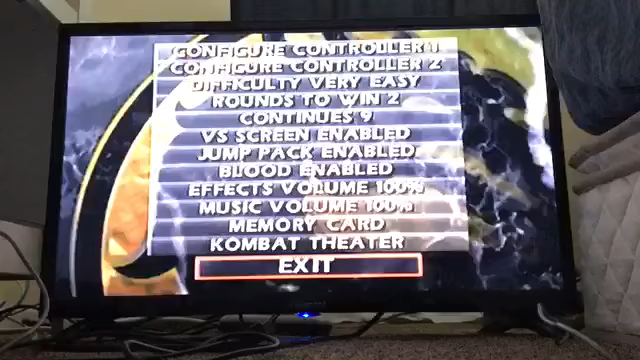 CONFIGURE CONTROLLER 1
CONFIGURE CONTROLLER 2
DIFFICULTY VERY EASY
ROUNDS TO WIN 2
CONTINUES 9
VS SCREEN ENABLED
JUMP PACK ENABLED
BLOOD ENABLED
EFFECTS VOLUME 100%
MUSIC VOLUME 100%
MEMORY CARD
KOMBAT THEATER
EXIT